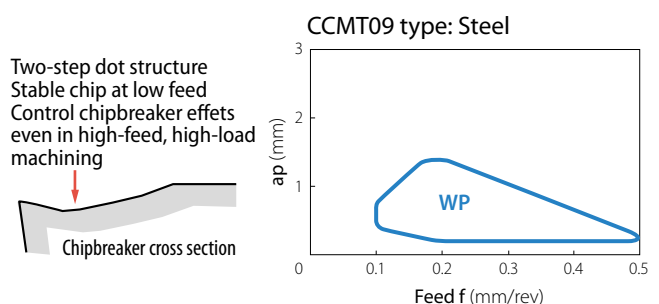 CCMT09 type: Steel
Two-step dot structure
Stable chip at low feed
Control chipbreaker effets
even in high-feed, high-load
machining
Chipbreaker cross section
3
2
1
ap (mm)
WP
0
0.1
0.2
0.3
0.4
0.5
Feed f (mm/rev)